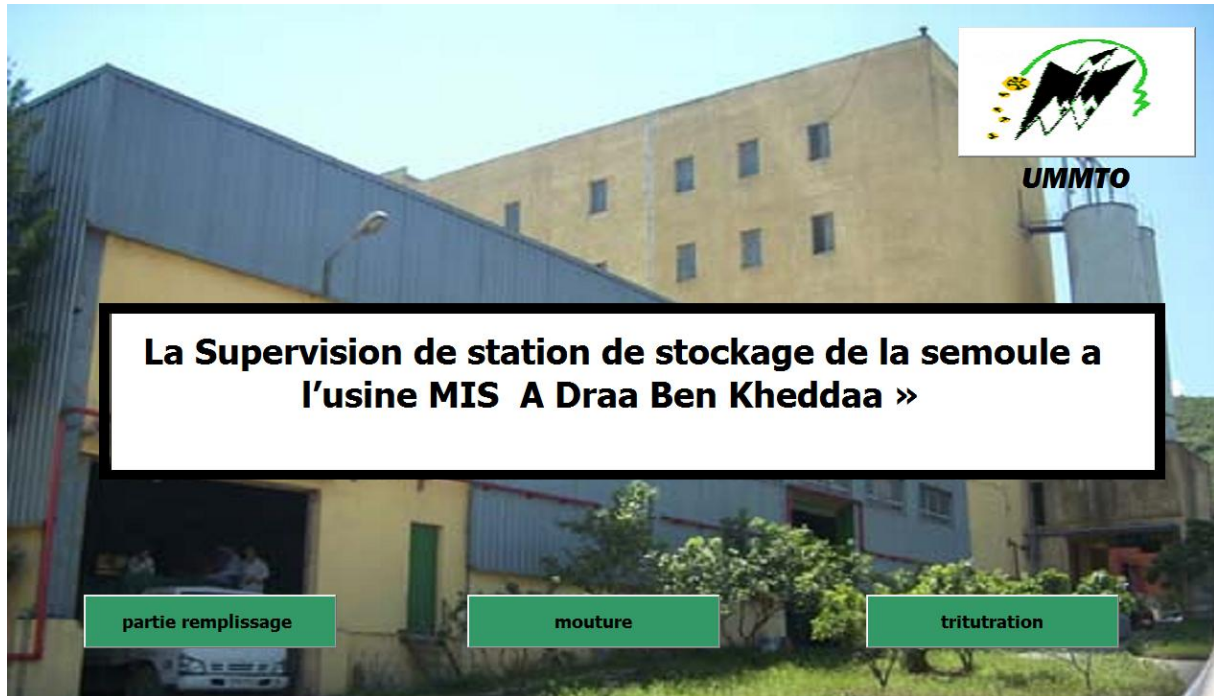 UMMTO
La Supervision de station de stockage de la semoule a
l’usine MIS A Draa Ben Kheddaa »
partie remplissage
mouture
tritutration